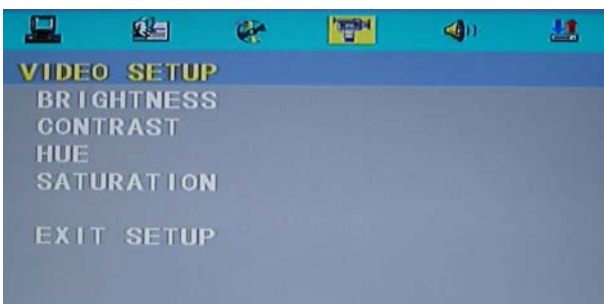 VIDEO SETUP
BRIGHTNESS
CONTRAST
HUE
SATURATION
EXIT SETUP